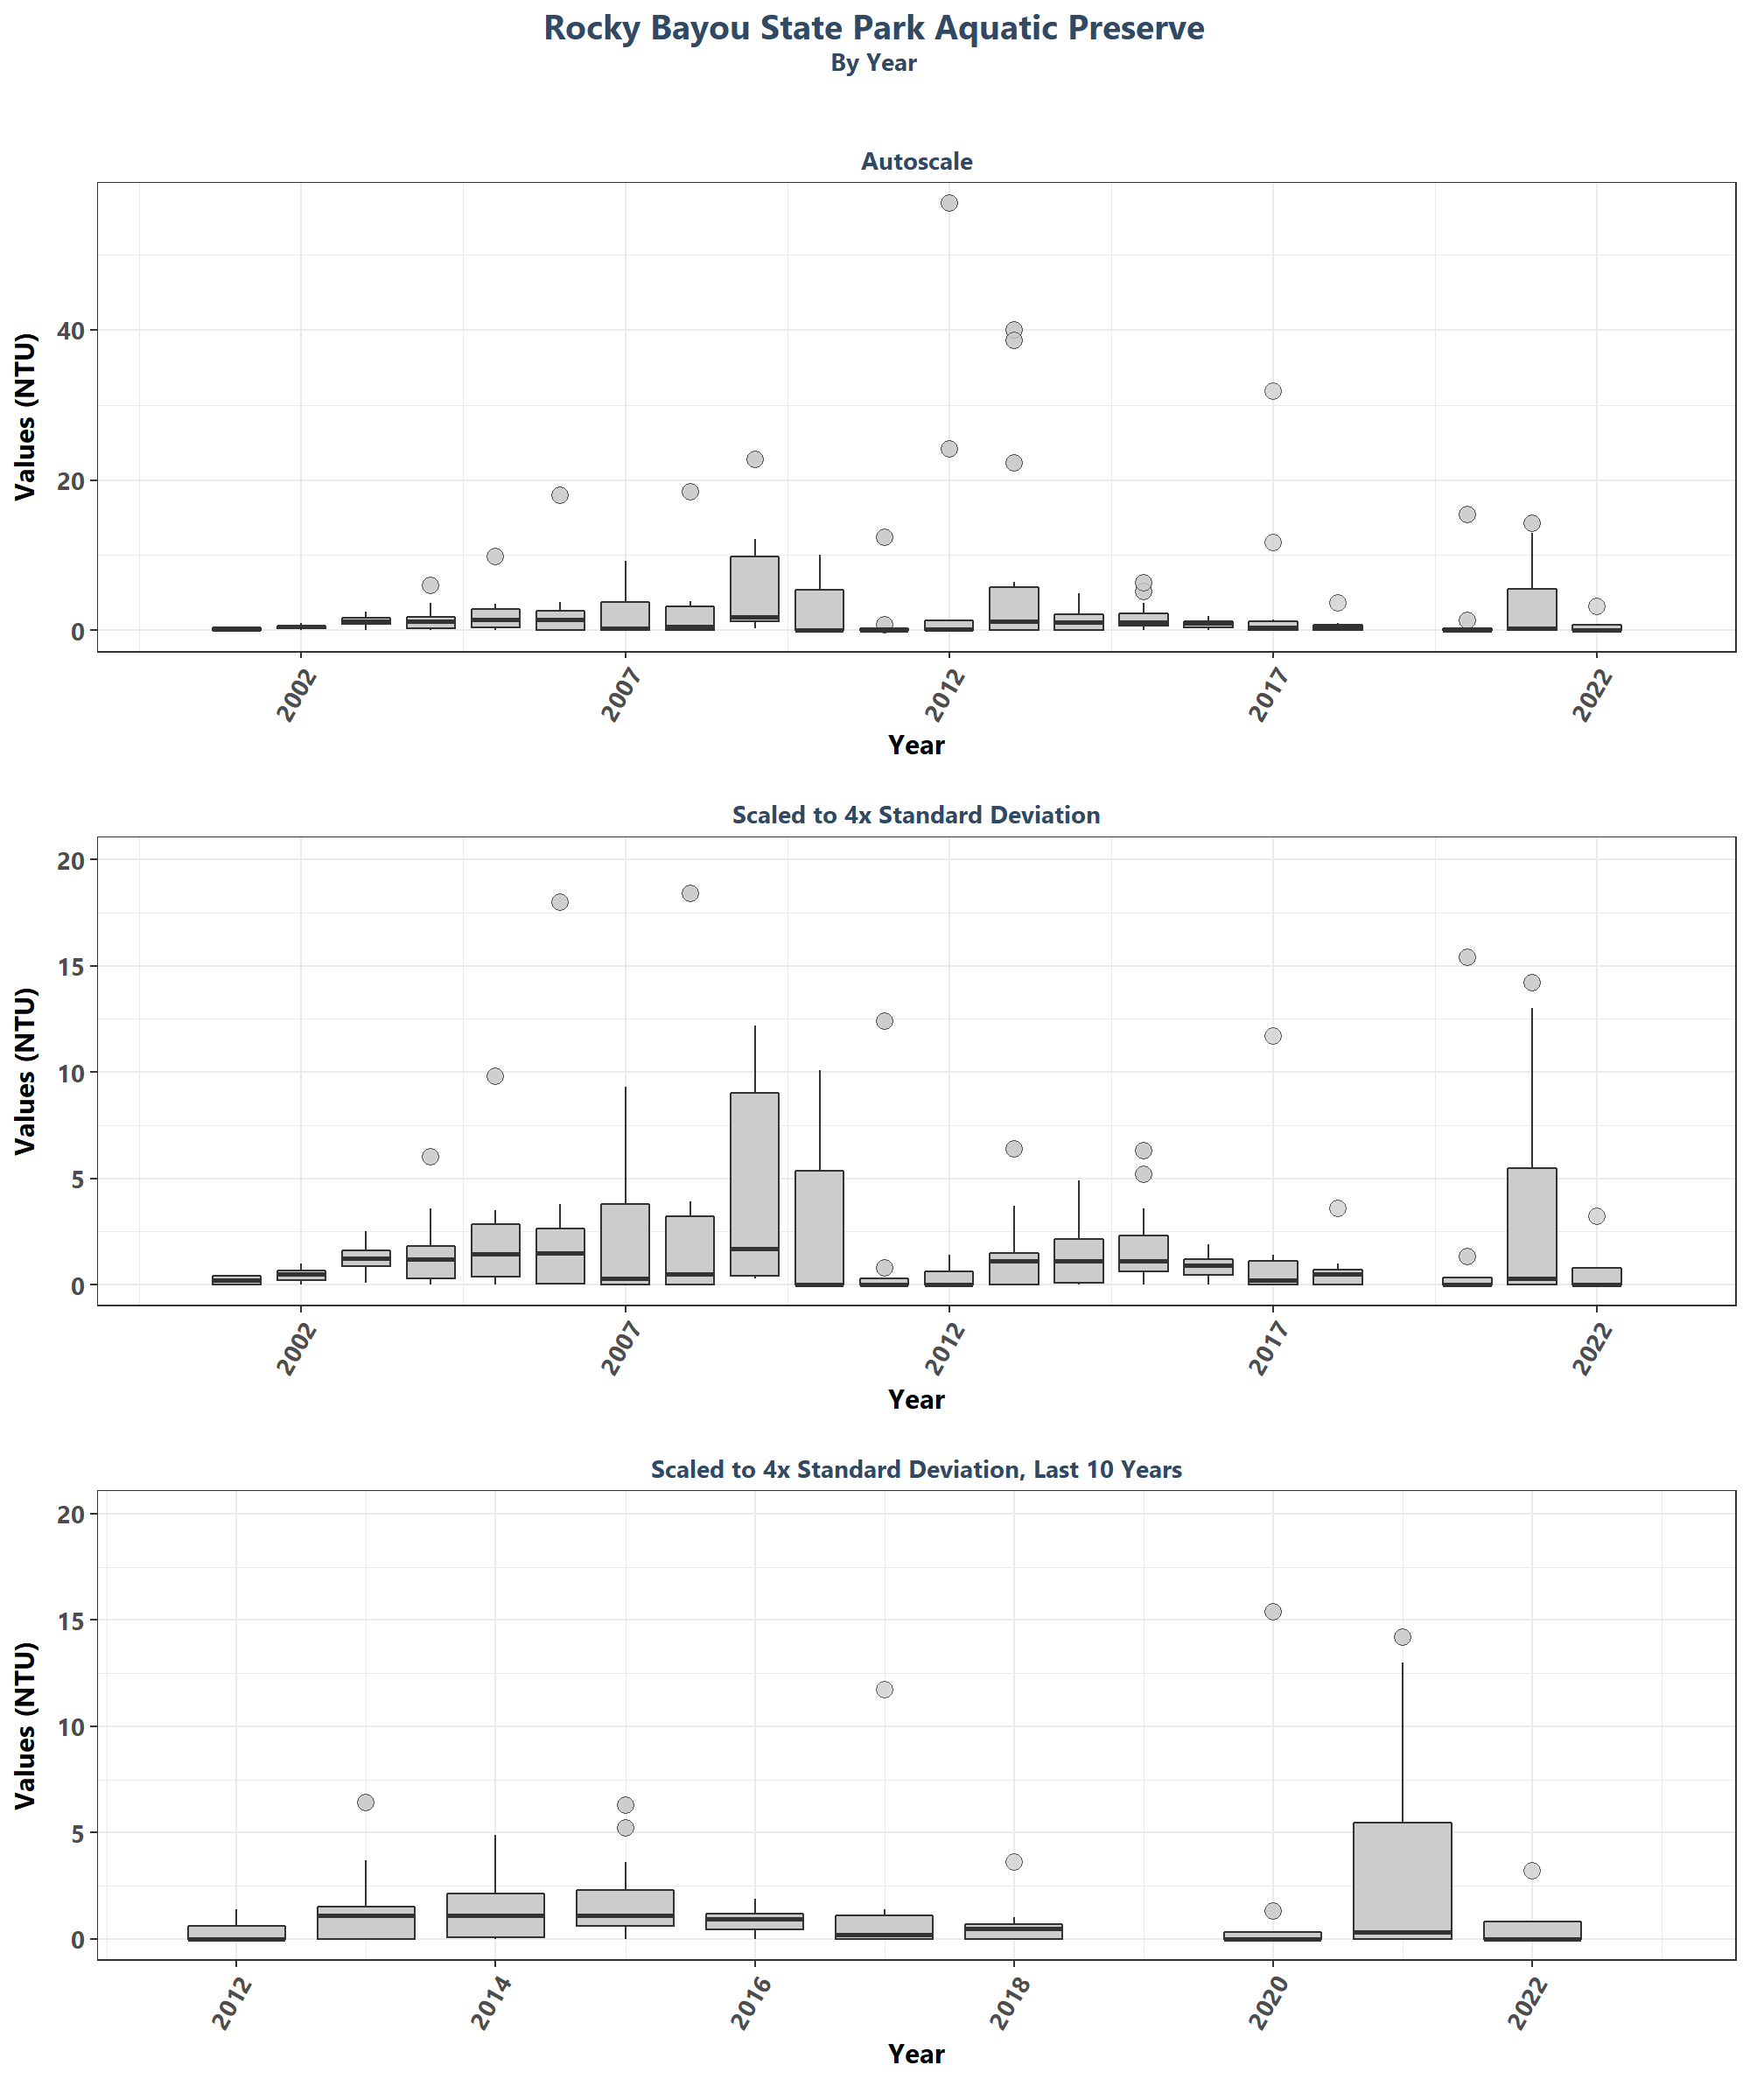 Rocky Bayou State Park Aquatic Preserve
By Year
Autoscale
Values (NTU)
40
20
0
2002
2007
2012
2017
2022
Year
Scaled to 4x Standard Deviation
Values (NTU)
20
15
10
5
0
2002
2007
2012
2017
2022
Year
Scaled to 4x Standard Deviation, Last 10 Years
Values (NTU)
20
15
10
5
0
2012
2014
2016
2018
2020
2022
Year